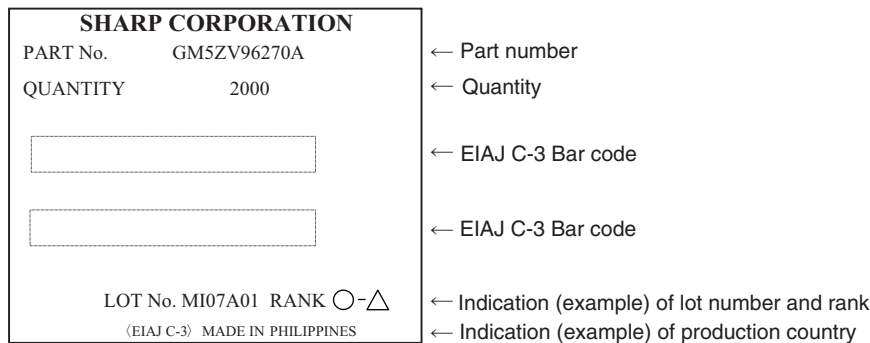 SHARP CORPORATION
PART No. GM5ZV96270A ← Part number
QUANTITY 2000 ← Quantity
← EIAJ C-3 Bar code
← EIAJ C-3 Bar code
LOT No. MI07A01 RANK ○-△ ← Indication (example) of lot number and rank
〈EIAJ C-3〉 MADE IN PHILIPPINES ← Indication (example) of production country